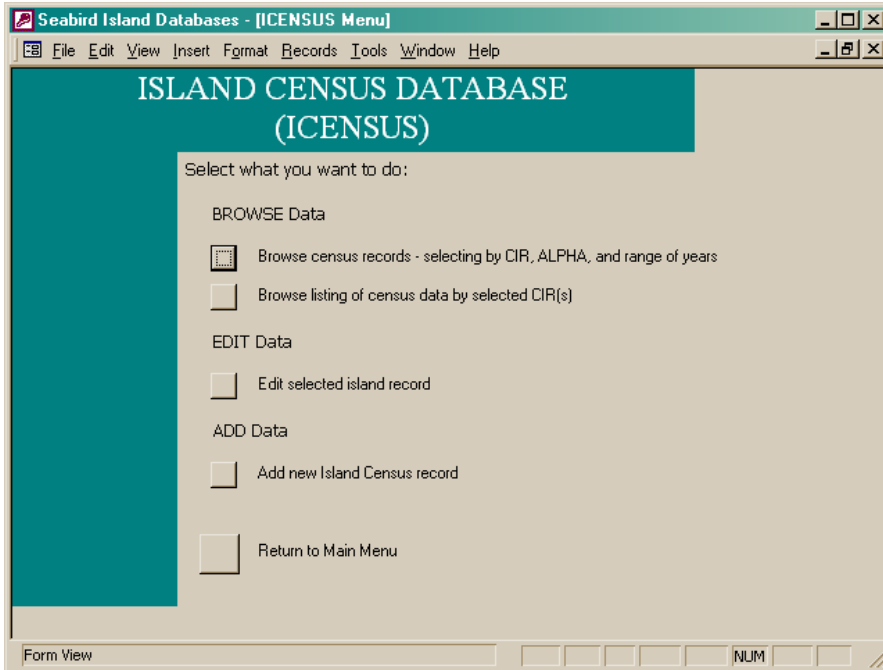 Seabird Island Databases - [ICENSUS Menu]
File Edit View Insert Format Records Tools Window Help
ISLAND CENSUS DATABASE
(ICENSUS)
Select what you want to do:
BROWSE Data
Browse census records - selecting by CIR, ALPHA, and range of years
Browse listing of census data by selected CIR(s)
EDIT Data
Edit selected island record
ADD Data
Add new Island Census record
Return to Main Menu
Form View NUM